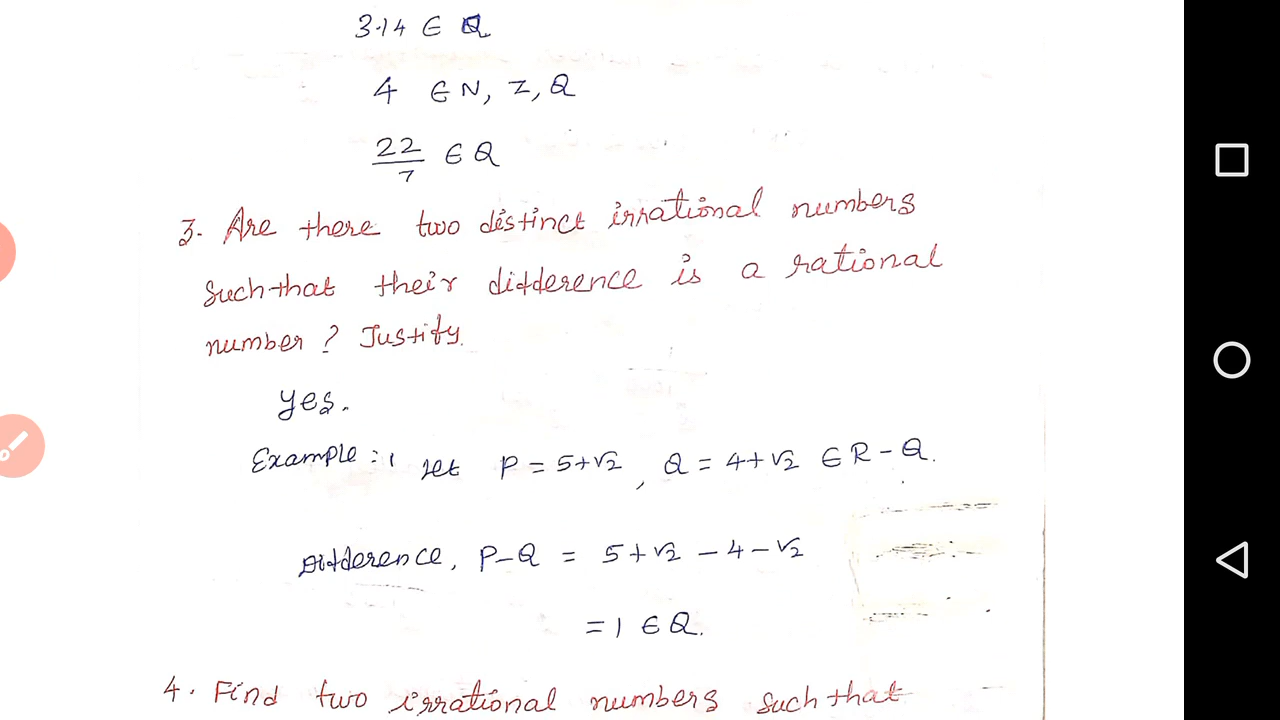 3.14 ∈ Q
4 ∈ N, Z, Q
22/7 ∈ Q
3. Are there two distinct irrational numbers
such that their difference is a rational
number? Justify.
yes.
Example : 1 Let P = 5+√2, Q = 4+√2 ∈ R - Q.
Difference, P-Q = 5+√2 - 4 - √2
= 1 ∈ Q.
4. Find two irrational numbers such that